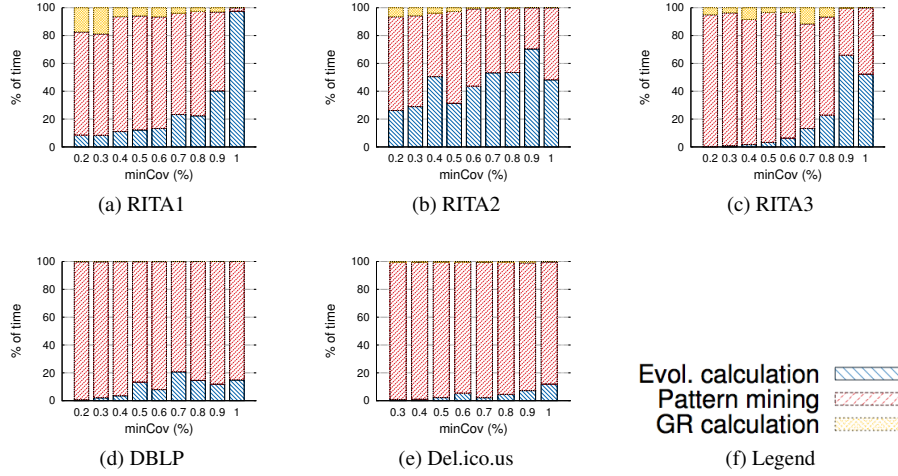 100
80
60
40
20
0
% of time
0.2 0.3 0.4 0.5 0.6 0.7 0.8 0.9 1
minCov (%)
(a) RITA1
100
80
60
40
20
0
% of time
0.2 0.3 0.4 0.5 0.6 0.7 0.8 0.9 1
minCov (%)
(b) RITA2
100
80
60
40
20
0
% of time
0.2 0.3 0.4 0.5 0.6 0.7 0.8 0.9 1
minCov (%)
(c) RITA3
100
80
60
40
20
0
% of time
0.2 0.3 0.4 0.5 0.6 0.7 0.8 0.9 1
minCov (%)
(d) DBLP
100
80
60
40
20
0
% of time
0.3 0.4 0.5 0.6 0.7 0.8 0.9 1
minCov (%)
(e) Del.ico.us
Evol. calculation
Pattern mining
GR calculation
(f) Legend